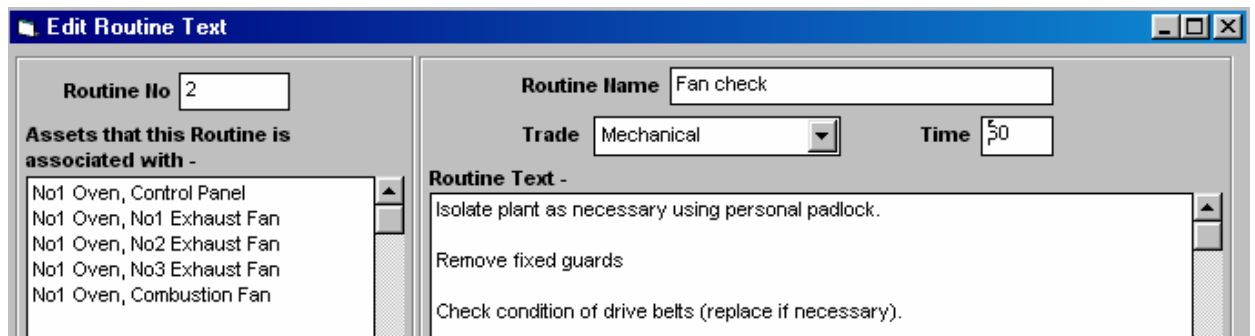 Edit Routine Text
Routine No 2
Assets that this Routine is
associated with -
No1 Oven, Control Panel
No1 Oven, No1 Exhaust Fan
No1 Oven, No2 Exhaust Fan
No1 Oven, No3 Exhaust Fan
No1 Oven, Combustion Fan
Routine Name Fan check
Trade Mechanical Time
Routine Text -
Isolate plant as necessary using personal padlock.
Remove fixed guards
Check condition of drive belts (replace if necessary).